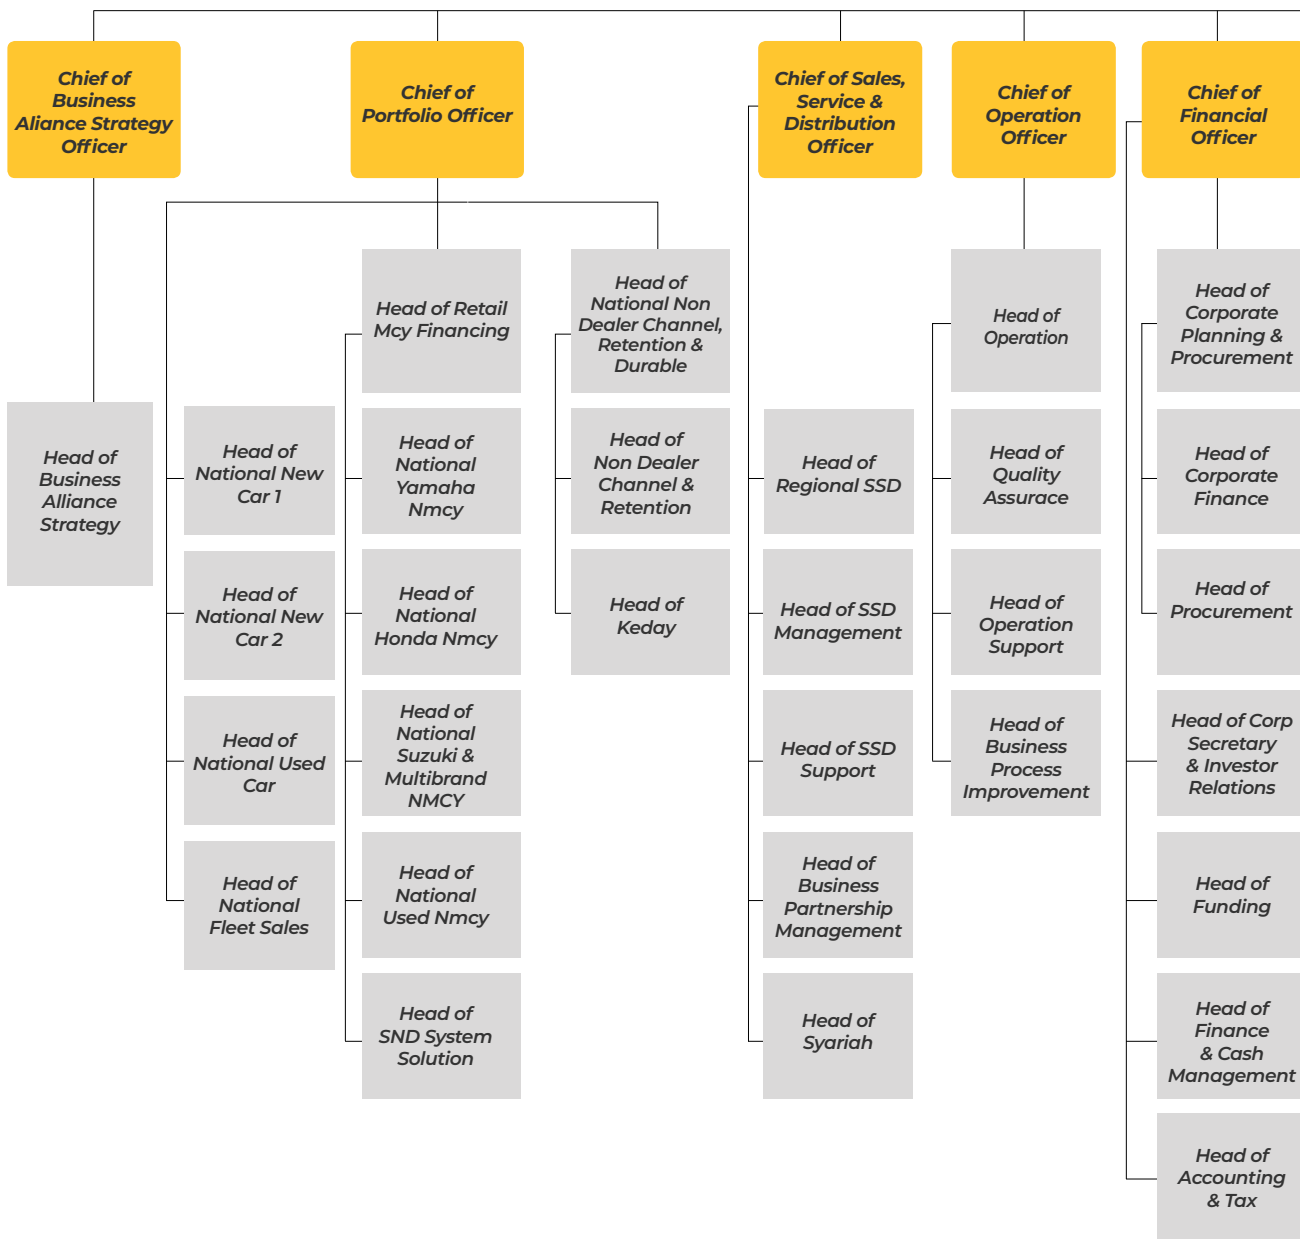 Chief of
Business
Aliance Strategy
Officer
Chief of
Portfolio Officer
Chief of Sales,
Service &
Distribution
Officer
Chief of
Operation
Officer
Chief of
Financial
Officer
Head of
Business
Alliance
Strategy
Head of
National New
Car 1
Head of
National New
Car 2
Head of
National Used
Car
Head of
National
Fleet Sales
Head of Retail
Mcy Financing
Head of
National
Yamaha
Nmcy
Head of
National
Honda Nmcy
Head of
National
Suzuki &
Multibrand
NMCY
Head of
National
Used Nmcy
Head of
SND System
Solution
Head of
National Non
Dealer Channel,
Retention &
Durable
Head of
Non Dealer
Channel &
Retention
Head of
Keday
Head of
Regional SSD
Head of SSD
Management
Head of SSD
Support
Head of
Business
Partnership
Management
Head of
Syariah
Head of
Operation
Head of
Quality
Assurace
Head of
Operation
Support
Head of
Business
Process
Improvement
Head of
Corporate
Planning &
Procurement
Head of
Corporate
Finance
Head of
Procurement
Head of Corp
Secretary
& Investor
Relations
Head of
Funding
Head of
Finance
& Cash
Management
Head of
Accounting
& Tax